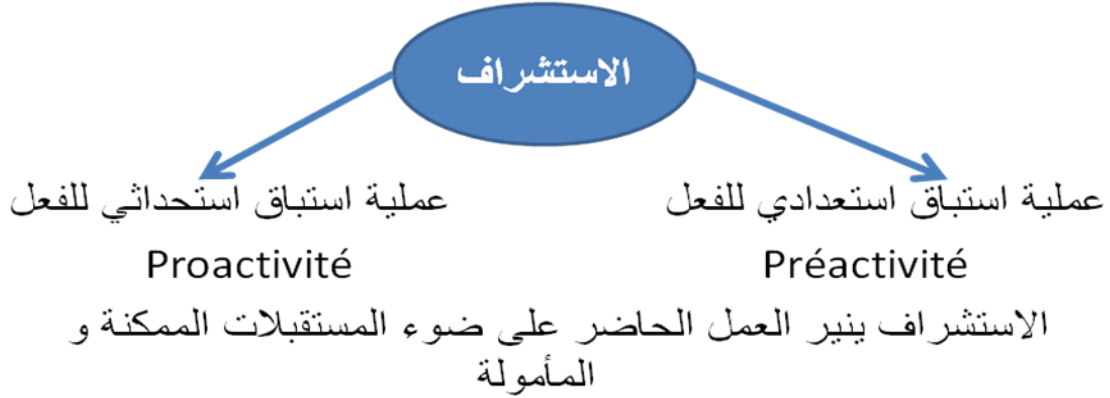 الاستشراف
عملية استباق استعدادي للفعل
عملية استباق استحداثي للفعل
Préactivité
Proactivité
الاستشراف ينير العمل الحاضر على ضوء المستقبلات الممكنة و
المأمولة